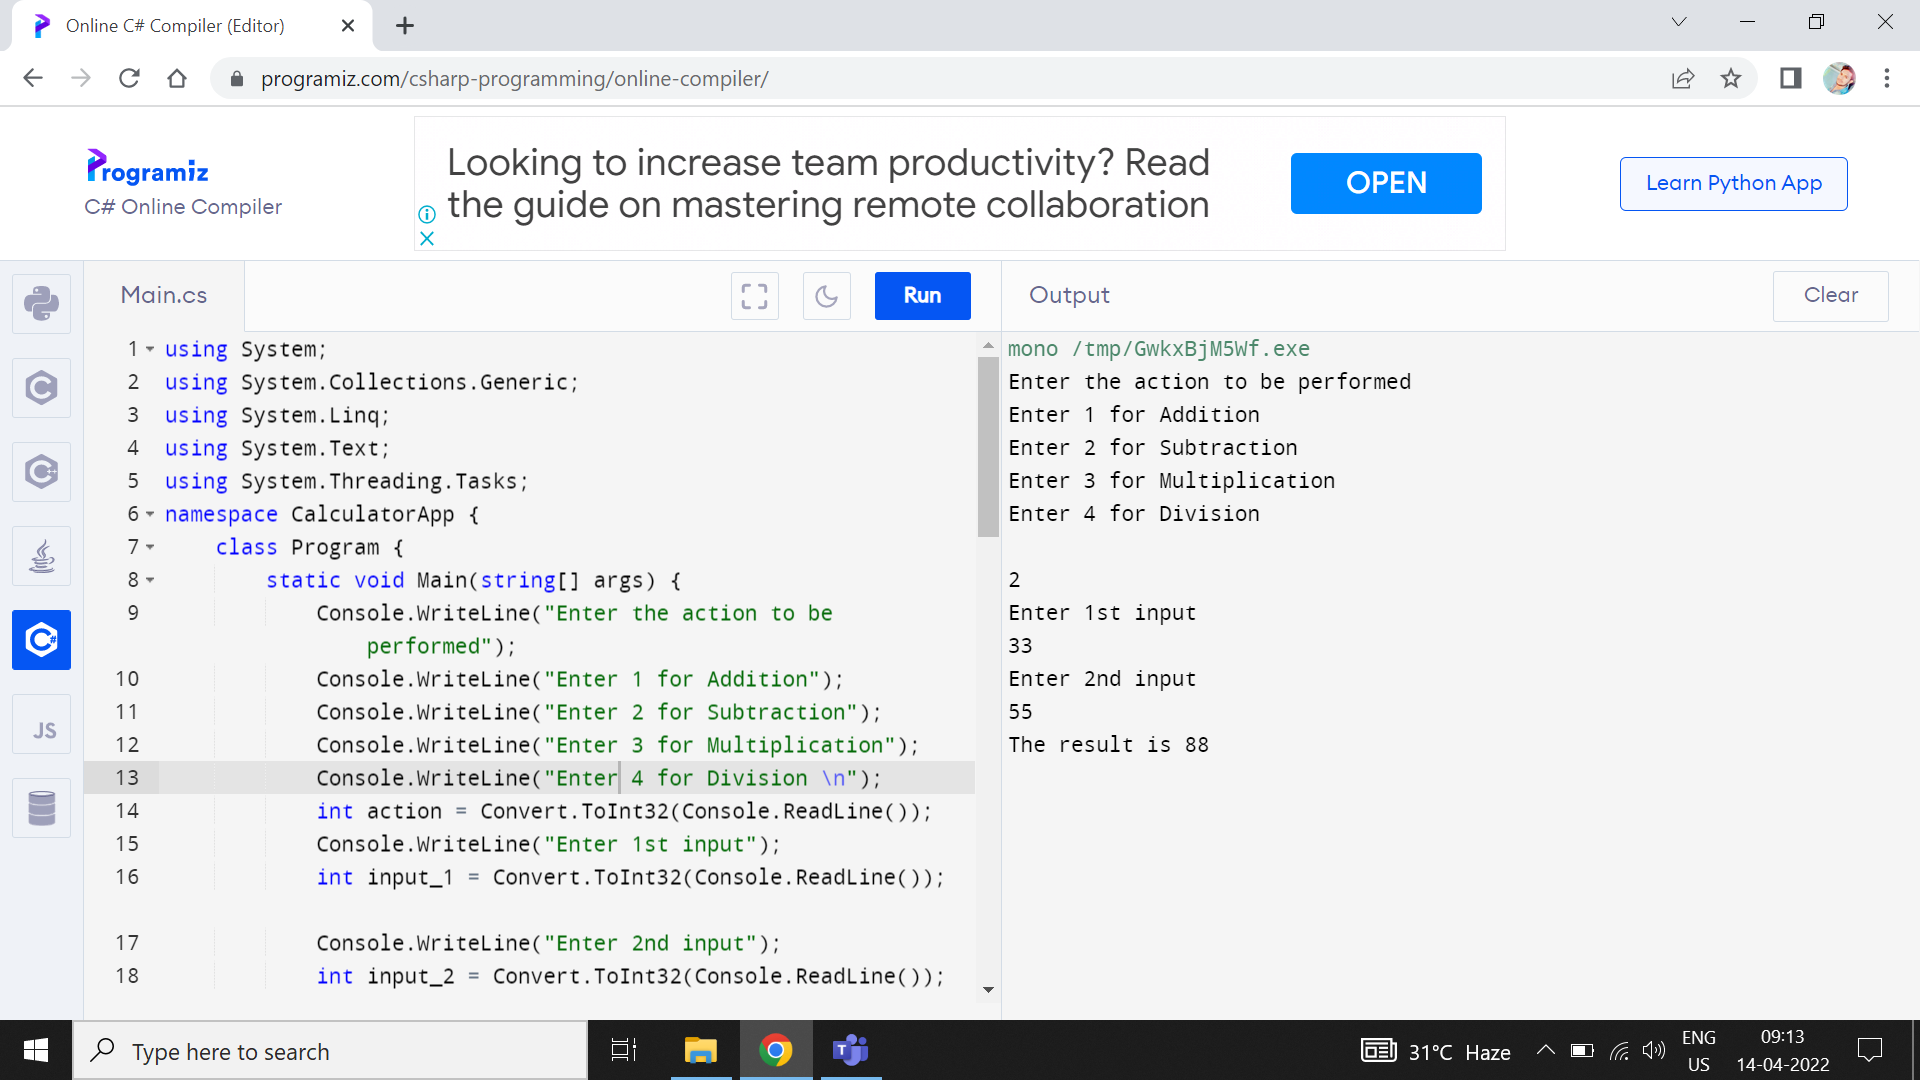 Online C# Compiler (Editor)
programiz.com/csharp-programming/online-compiler/
Programiz
C# Online Compiler
Looking to increase team productivity? Read
the guide on mastering remote collaboration
OPEN
Learn Python App
Main.cs
Run
Output
Clear
1 using System;
2 using System.Collections.Generic;
3 using System.Linq;
4 using System.Text;
5 using System.Threading.Tasks;
6 namespace CalculatorApp {
7 class Program {
8 static void Main(string[] args) {
9 Console.WriteLine("Enter the action to be
performed");
10 Console.WriteLine("Enter 1 for Addition");
11 Console.WriteLine("Enter 2 for Subtraction");
12 Console.WriteLine("Enter 3 for Multiplication");
13 Console.WriteLine("Enter 4 for Division \n");
14 int action = Convert.ToInt32(Console.ReadLine());
15 Console.WriteLine("Enter 1st input");
16 int input_1 = Convert.ToInt32(Console.ReadLine());
17 Console.WriteLine("Enter 2nd input");
18 int input_2 = Convert.ToInt32(Console.ReadLine());
mono /tmp/GwkxBjM5Wf.exe
Enter the action to be performed
Enter 1 for Addition
Enter 2 for Subtraction
Enter 3 for Multiplication
Enter 4 for Division
2
Enter 1st input
33
Enter 2nd input
55
The result is 88
JS
Type here to search
31°C Haze
ENG
US
09:13
14-04-2022